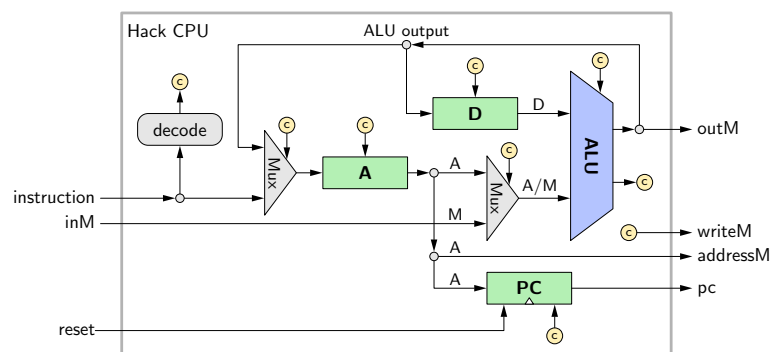 Hack CPU
ALU output
c
c
c
decode
D
D
c
c
Mux
A
A
c
Mux
A/M
ALU
outM
c
instruction
inM
M
c
writeM
A
addressM
A
PC
pc
reset
c